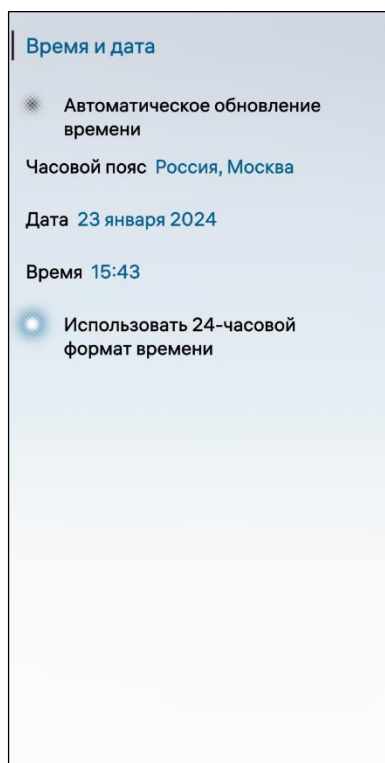 Время и дата
Автоматическое обновление
времени
Часовой пояс Россия, Москва
Дата 23 января 2024
Время 15:43
Использовать 24-часовой
формат времени